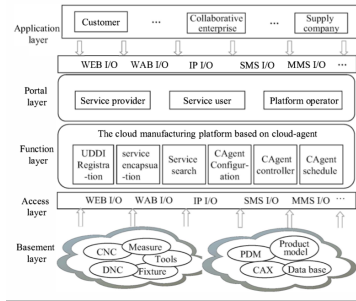 Application
layer
Customer
...
Collaborative
enterprise
...
Supply
company
WEB I/O WAB I/O IP I/O SMS I/O MMS I/O ...
Portal
layer
Service provider
Service user
Platform operator
Function
layer
The cloud manufacturing platform based on cloud-agent
UDDI
Registra
-tion
service
encapsua
-tion
Service
search
CAgent
Configur-
ation
CAgent
controller
CAgent
schedule
Access
layer
WEB I/O WAB I/O IP I/O SMS I/O MMS I/O ...
Basement
layer
CNC
Measure
Tools
DNC
Fixture
PDM
Product
model
CAX
Data base